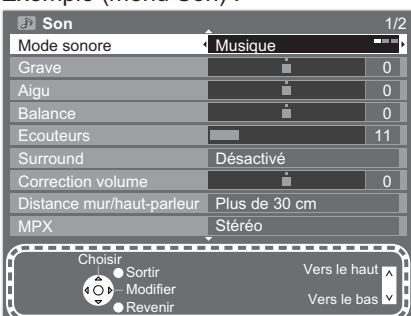 Exemple (menu Son) :
Son 1/2
Mode sonore Musique
Grave 0
Aigu 0
Balance 0
Ecouteurs 11
Surround Désactivé
Correction volume 0
Distance mur/haut-parleur Plus de 30 cm
MPX Stéréo
Choisir
Sortir Vers le haut
Modifier
Revenir Vers le bas